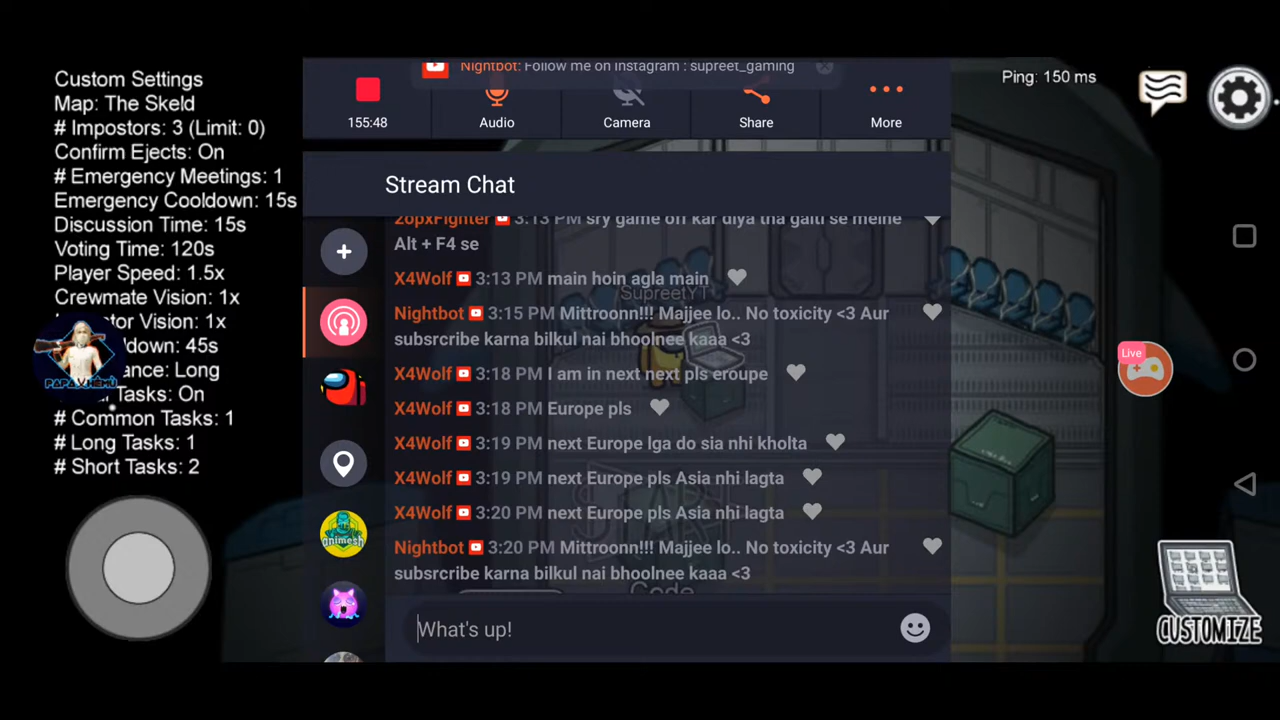 Custom Settings
Map: The Skeld
# Impostors: 3 (Limit: 0)
Confirm Ejects: On
# Emergency Meetings: 1
Emergency Cooldown: 15s
Discussion Time: 15s
Voting Time: 120s
Player Speed: 1.5x
Crewmate Vision: 1x
Vision: 1x
45s
Long
Tasks: On
# Common Tasks: 1
# Long Tasks: 1
# Short Tasks: 2
Nightbot: Follow me on Instagram : supreet_gaming
Ping: 150 ms
155:48
Audio
Camera
Share
More
Stream Chat
2opxFighter 3:13 PM sry game off kar diya tha galti se meine
Alt + F4 se
X4Wolf 3:13 PM main hoin agla main
SupreetYT
Nightbot 3:15 PM Mittroonn!!! Majjee lo.. No toxicity <3 Aur
subsrcribe karna bilkul nai bhoolnee kaaa <3
X4Wolf 3:18 PM I am in next next pls eroupe
X4Wolf 3:18 PM Europe pls
X4Wolf 3:19 PM next Europe lga do sia nhi kholta
X4Wolf 3:19 PM next Europe pls Asia nhi lagta
X4Wolf 3:20 PM next Europe pls Asia nhi lagta
Nightbot 3:20 PM Mittroonn!!! Majjee lo.. No toxicity <3 Aur
subsrcribe karna bilkul nai bhoolnee kaaa <3
Code
What's up!
Live
CUSTOMIZE
animesh